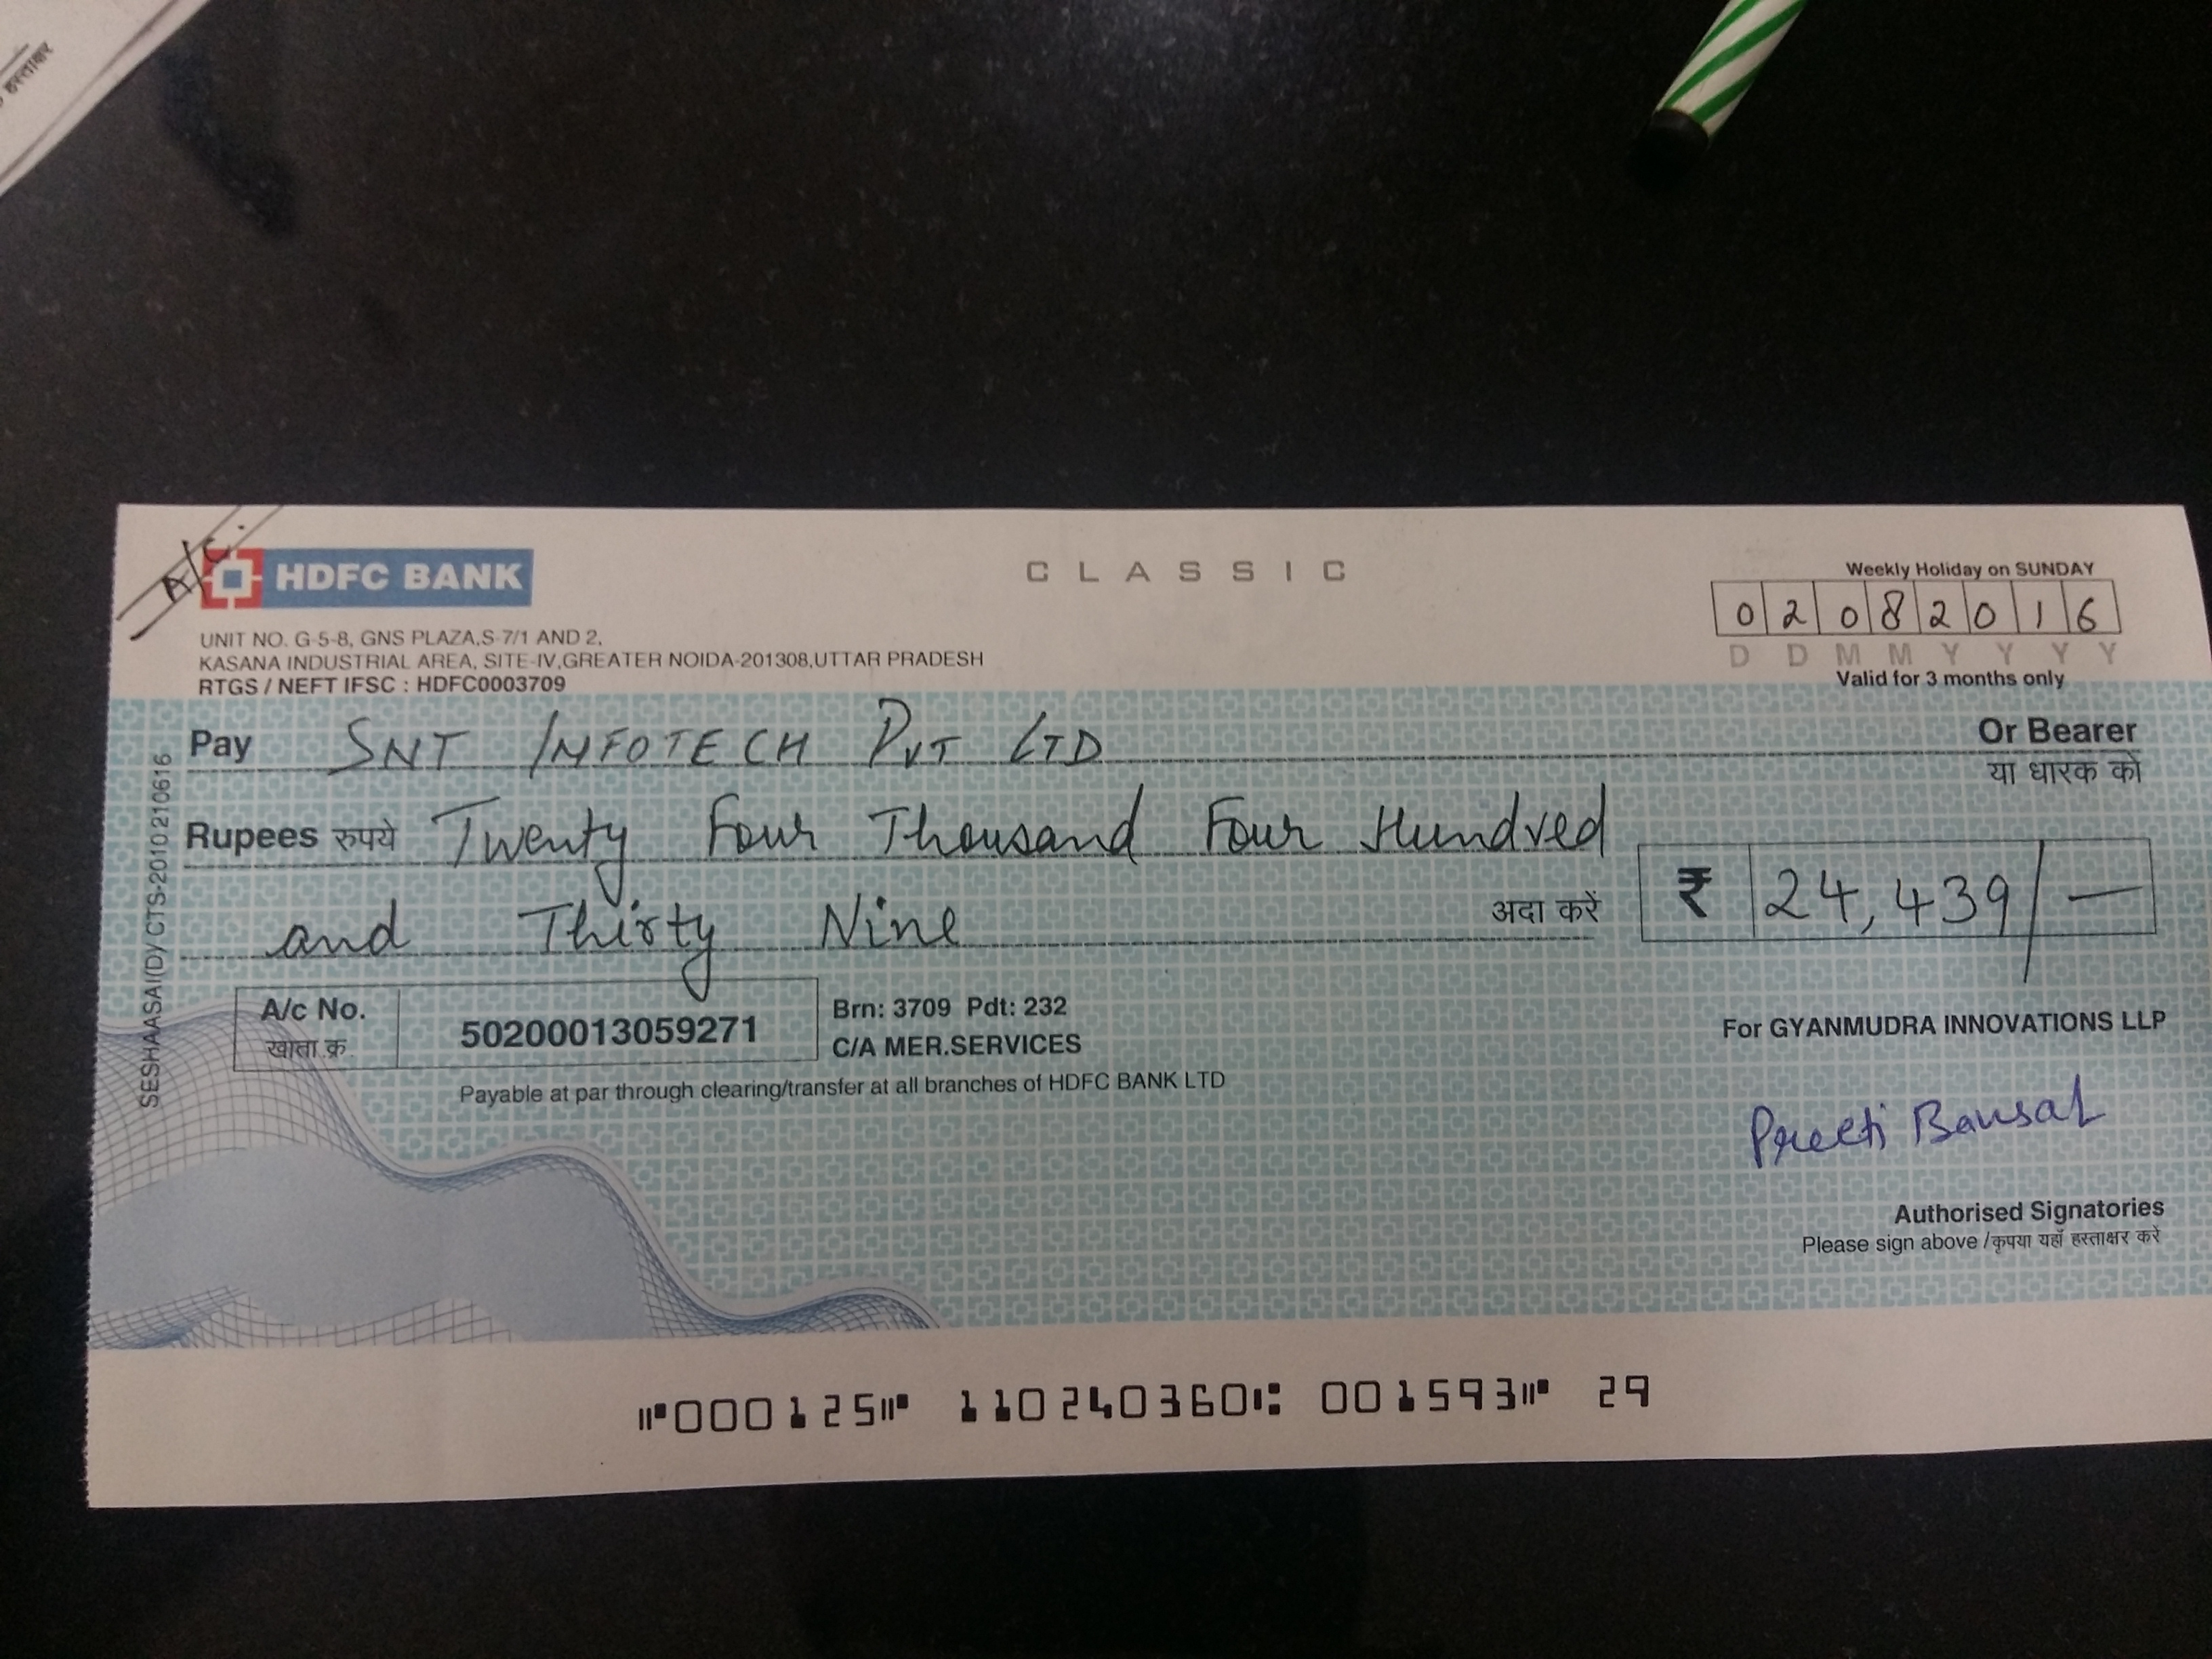 हस्ताक्षर
A/C.
HDFC BANK
CLASSIC
Weekly Holiday on SUNDAY
02082016
D D M M Y Y Y Y
Valid for 3 months only
UNIT NO. G-5-8, GNS PLAZA,S-7/1 AND 2,
KASANA INDUSTRIAL AREA, SITE-IV,GREATER NOIDA-201308,UTTAR PRADESH
RTGS / NEFT IFSC : HDFC0003709
Pay SNT INFOTECH PVT LTD Or Bearer
या धारक को
Rupees रुपये Twenty Four Thousand Four Hundred
and Thirty Nine अदा करें ₹ 24,439/—
SESHAASAI(D)/ CTS-2010 210616
A/c No. 50200013059271
खाता क्र.
Brn: 3709 Pdt: 232
C/A MER.SERVICES
Payable at par through clearing/transfer at all branches of HDFC BANK LTD
For GYANMUDRA INNOVATIONS LLP
Preeti Bansal
Authorised Signatories
Please sign above /कृपया यहाँ हस्ताक्षर करें
⑈000125⑈ 110240360⑆ 001593⑈ 29